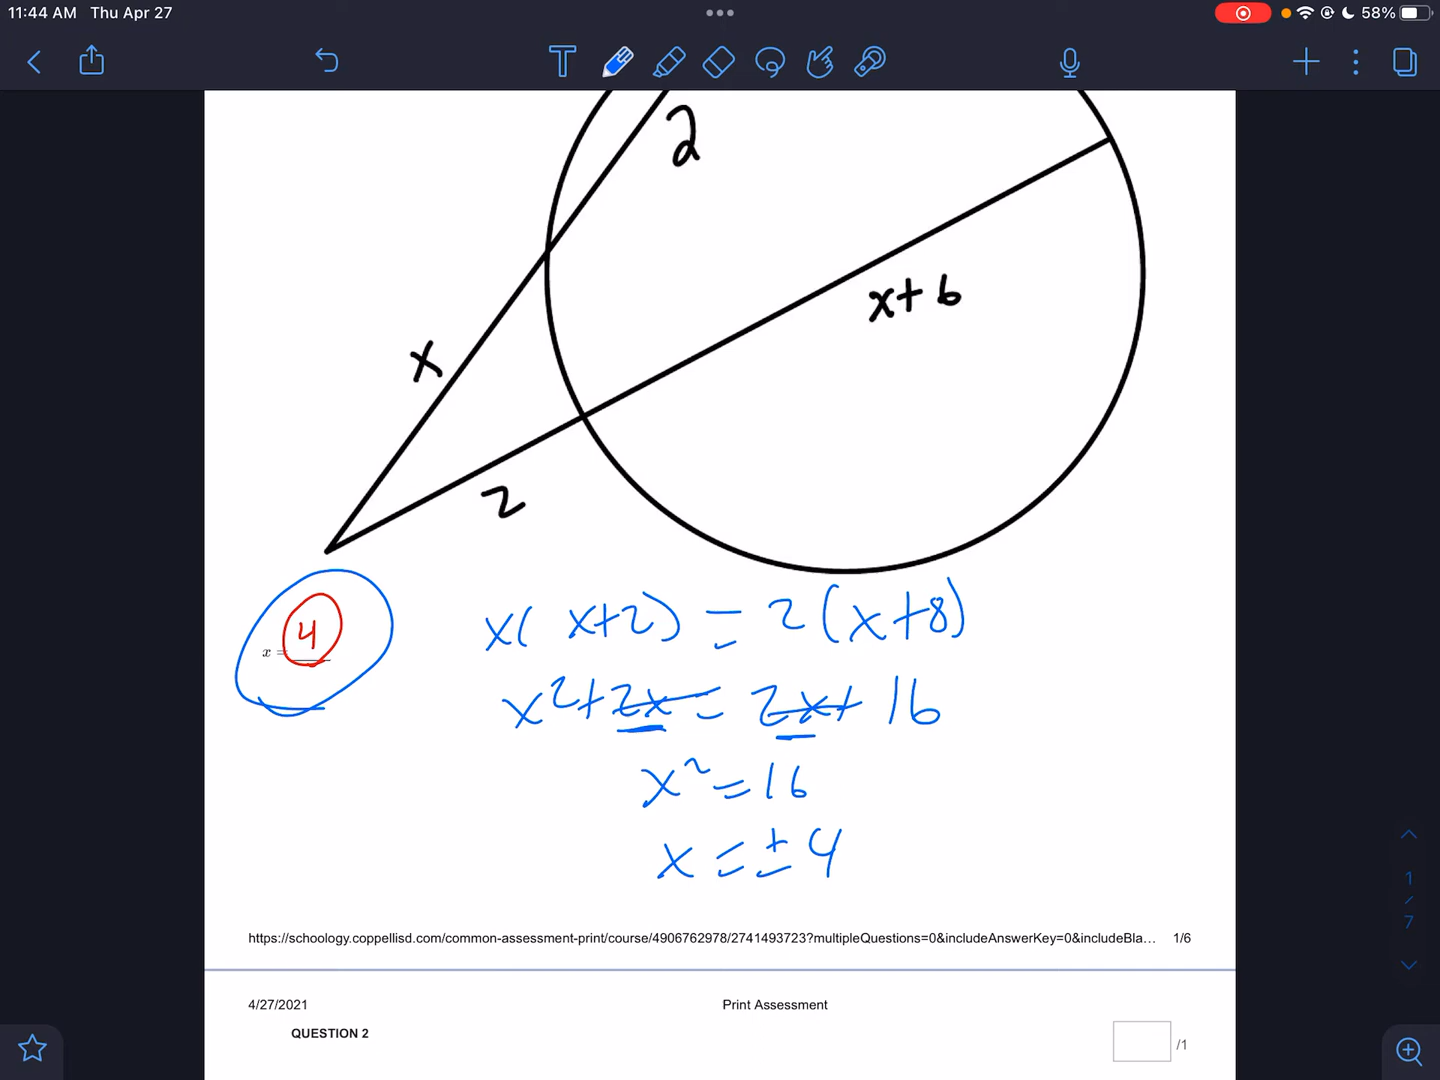 11:44 AM Thu Apr 27
58%
2
x+6
x
2
x = 4
x( x+2) = 2(x+8)
x²+2x = 2x+ 16
x² = 16
x = ± 4
https://schoology.coppellisd.com/common-assessment-print/course/4906762978/2741493723?multipleQuestions=0&includeAnswerKey=0&includeBla… 1/6
1
/
7
4/27/2021 Print Assessment
QUESTION 2
/1